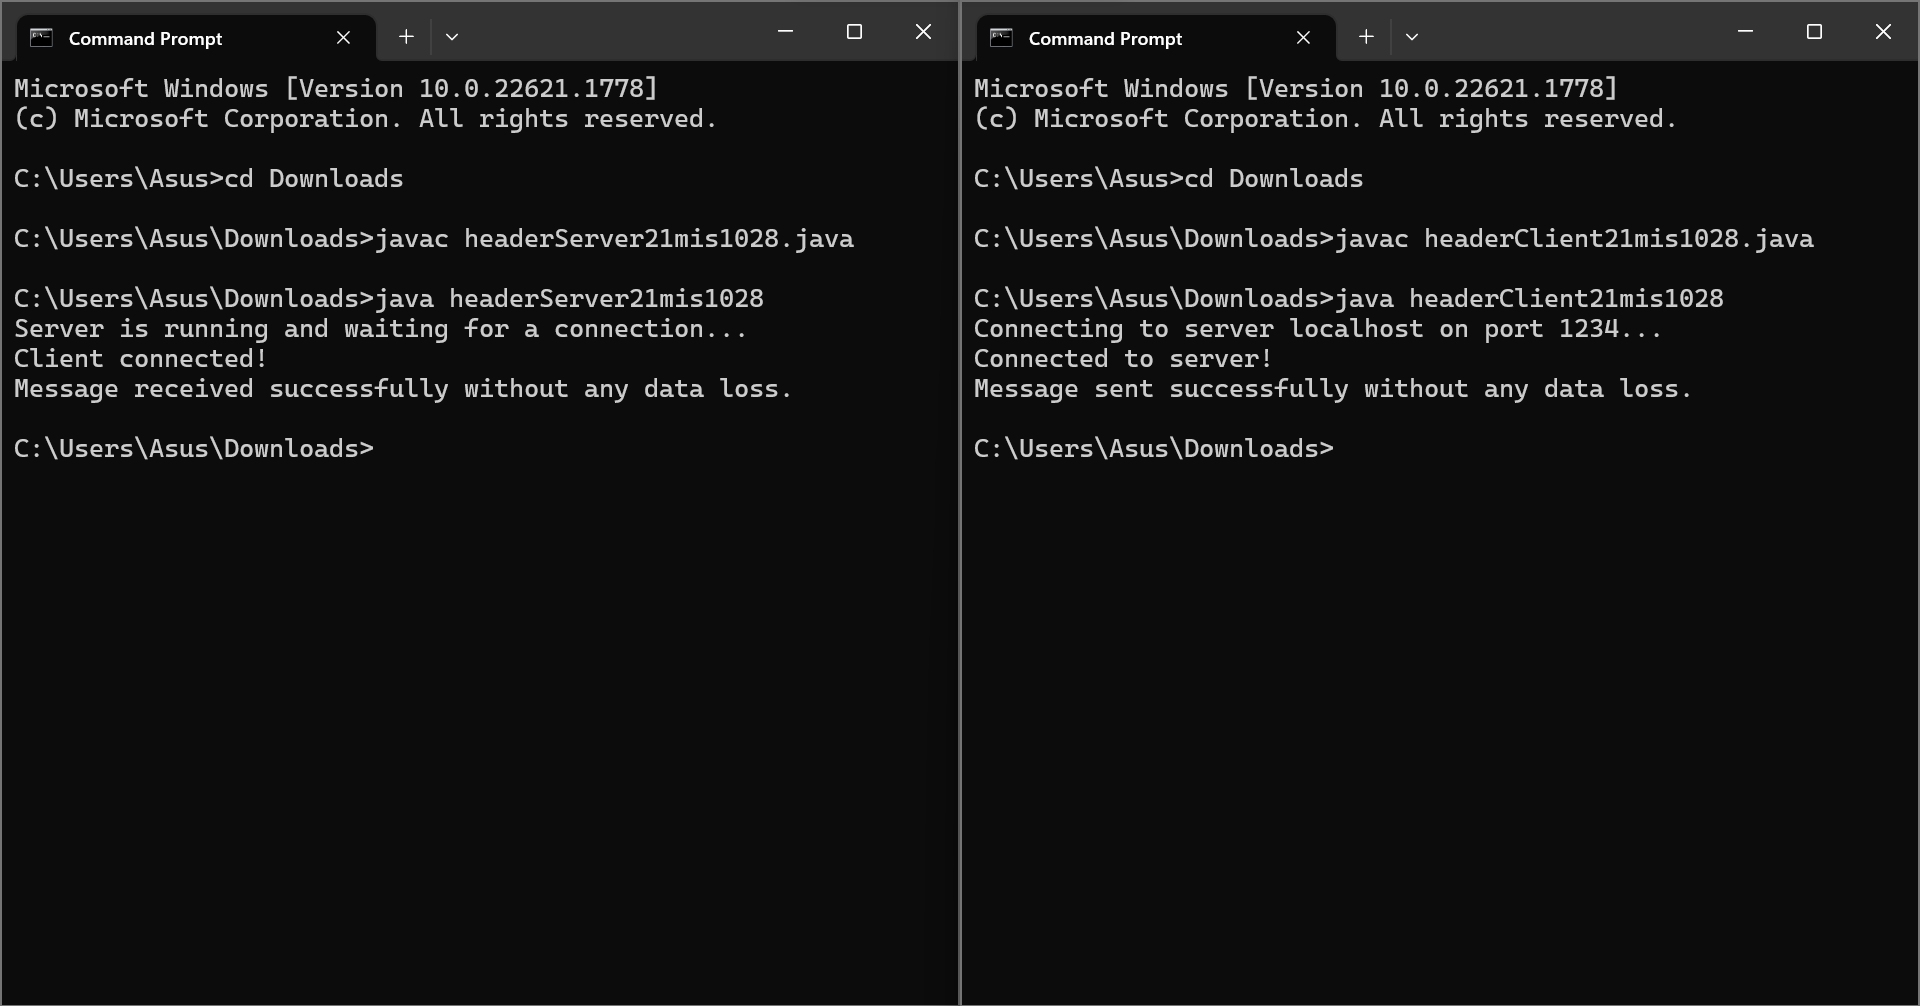 Command Prompt
Microsoft Windows [Version 10.0.22621.1778]
(c) Microsoft Corporation. All rights reserved.
C:\Users\Asus>cd Downloads
C:\Users\Asus\Downloads>javac headerServer21mis1028.java
C:\Users\Asus\Downloads>java headerServer21mis1028
Server is running and waiting for a connection...
Client connected!
Message received successfully without any data loss.
C:\Users\Asus\Downloads>
Command Prompt
Microsoft Windows [Version 10.0.22621.1778]
(c) Microsoft Corporation. All rights reserved.
C:\Users\Asus>cd Downloads
C:\Users\Asus\Downloads>javac headerClient21mis1028.java
C:\Users\Asus\Downloads>java headerClient21mis1028
Connecting to server localhost on port 1234...
Connected to server!
Message sent successfully without any data loss.
C:\Users\Asus\Downloads>